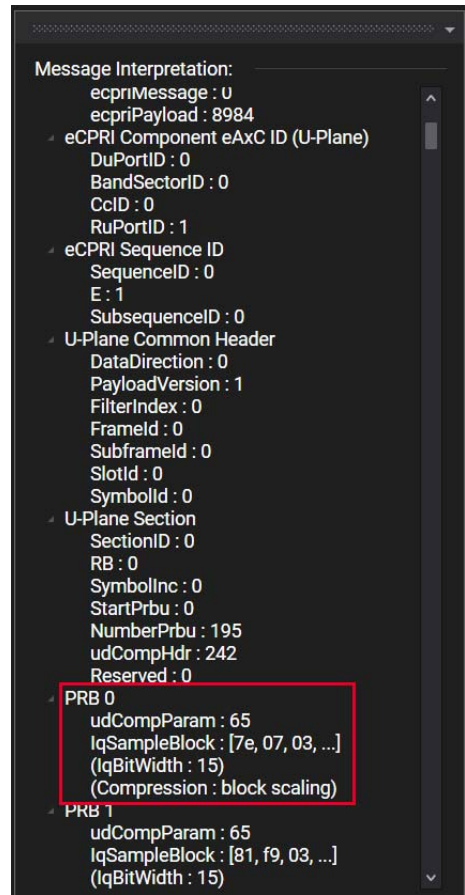 Message Interpretation:
ecpriMessage : 0
ecpriPayload : 8984
eCPRI Component eAxC ID (U-Plane)
DuPortID : 0
BandSectorID : 0
CcID : 0
RuPortID : 1
eCPRI Sequence ID
SequenceID : 0
E : 1
SubsequenceID : 0
U-Plane Common Header
DataDirection : 0
PayloadVersion : 1
FilterIndex : 0
FrameId : 0
SubframeId : 0
SlotId : 0
SymbolId : 0
U-Plane Section
SectionID : 0
RB : 0
SymbolInc : 0
StartPrbu : 0
NumberPrbu : 195
udCompHdr : 242
Reserved : 0
PRB 0
udCompParam : 65
IqSampleBlock : [7e, 07, 03, ...]
(IqBitWidth : 15)
(Compression : block scaling)
PRB 1
udCompParam : 65
IqSampleBlock : [81, f9, 03, ...]
(IqBitWidth : 15)